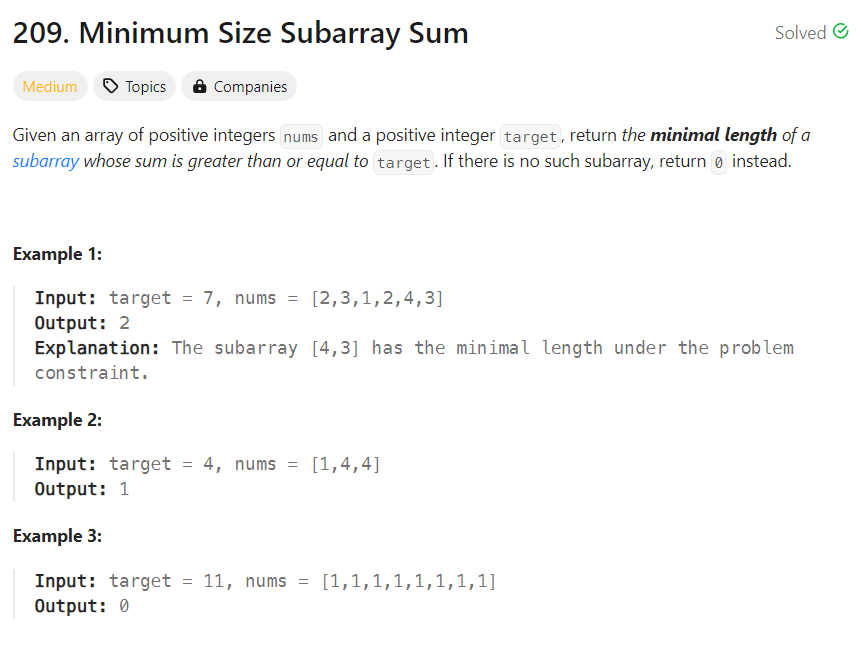 209. Minimum Size Subarray Sum
Solved
Medium Topics Companies
Given an array of positive integers nums and a positive integer target, return the minimal length of a
subarray whose sum is greater than or equal to target. If there is no such subarray, return 0 instead.
Example 1:
Input: target = 7, nums = [2,3,1,2,4,3]
Output: 2
Explanation: The subarray [4,3] has the minimal length under the problem
constraint.
Example 2:
Input: target = 4, nums = [1,4,4]
Output: 1
Example 3:
Input: target = 11, nums = [1,1,1,1,1,1,1,1]
Output: 0